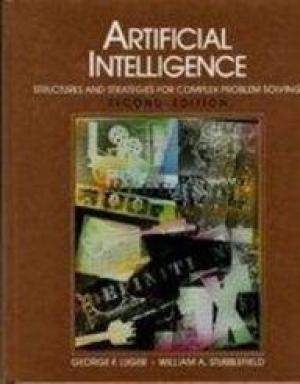 ARTIFICIAL
INTELLIGENCE
STRUCTURES AND STRATEGIES FOR COMPLEX PROBLEM SOLVING
SECOND EDITION
GEORGE F. LUGER • WILLIAM A. STUBBLEFIELD